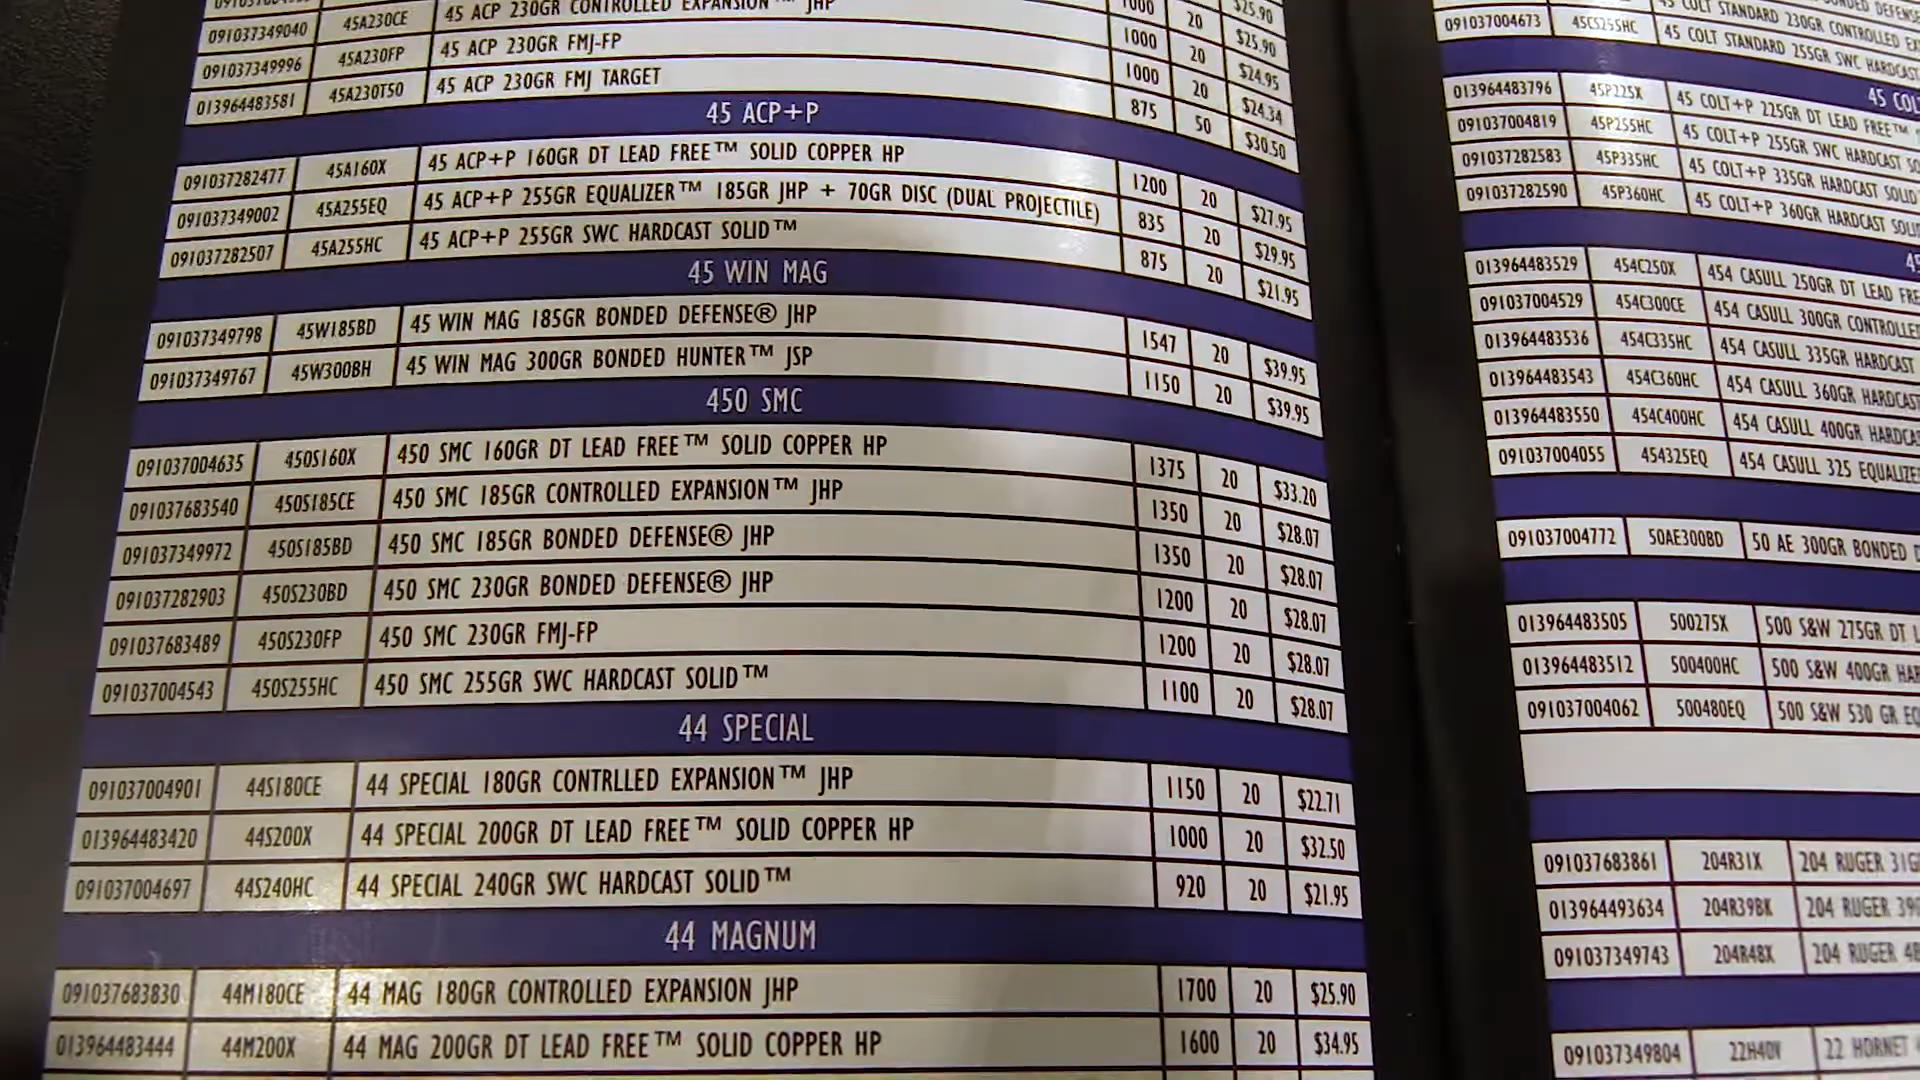 091037349040 45A230CE 45 ACP 230GR CONTROLLED EXPANSION™ JHP 1000 20 $25.90
091037349996 45A230FP 45 ACP 230GR FMJ-FP 1000 20 $24.95
013964483581 45A230T50 45 ACP 230GR FMJ TARGET 875 50 $30.50
45 ACP+P
091037282477 45A160X 45 ACP+P 160GR DT LEAD FREE™ SOLID COPPER HP 1200 20 $27.95
091037349002 45A255EQ 45 ACP+P 255GR EQUALIZER™ 185GR JHP + 70GR DISC (DUAL PROJECTILE) 835 20 $29.95
091037282507 45A255HC 45 ACP+P 255GR SWC HARDCAST SOLID™ 875 20 $21.95
45 WIN MAG
091037349798 45W185BD 45 WIN MAG 185GR BONDED DEFENSE® JHP 1547 20 $39.95
091037349767 45W300BH 45 WIN MAG 300GR BONDED HUNTER™ JSP 1150 20 $39.95
450 SMC
091037004635 450S160X 450 SMC 160GR DT LEAD FREE™ SOLID COPPER HP 1375 20 $33.20
091037683540 450S185CE 450 SMC 185GR CONTROLLED EXPANSION™ JHP 1350 20 $28.07
091037349972 450S185BD 450 SMC 185GR BONDED DEFENSE® JHP 1350 20 $28.07
091037282903 450S230BD 450 SMC 230GR BONDED DEFENSE® JHP 1200 20 $28.07
091037683489 450S230FP 450 SMC 230GR FMJ-FP 1200 20 $28.07
091037004543 450S255HC 450 SMC 255GR SWC HARDCAST SOLID™ 1100 20 $28.07
44 SPECIAL
091037004901 44S180CE 44 SPECIAL 180GR CONTRLLED EXPANSION™ JHP 1150 20 $22.71
013964483420 44S200X 44 SPECIAL 200GR DT LEAD FREE™ SOLID COPPER HP 1000 20 $32.50
091037004697 44S240HC 44 SPECIAL 240GR SWC HARDCAST SOLID™ 920 20 $21.95
44 MAGNUM
091037683830 44M180CE 44 MAG 180GR CONTROLLED EXPANSION JHP 1700 20 $25.90
013964483444 44M200X 44 MAG 200GR DT LEAD FREE™ SOLID COPPER HP 1600 20 $34.95
45 COLT STANDARD 230GR CONTROLLED
091037004673 45CS255HC 45 COLT STANDARD 255GR SWC HARDCAST
45 COL
013964483796 45P225X 45 COLT+P 225GR DT LEAD FREE™
091037004819 45P255HC 45 COLT+P 255GR SWC HARDCAST
091037282583 45P335HC 45 COLT+P 335GR HARDCAST SOLID
091037282590 45P360HC 45 COLT+P 360GR HARDCAST
013964483529 454C250X 454 CASULL 250GR DT LEAD
091037004529 454C300CE 454 CASULL 300GR CONTROLLED
013964483536 454C335HC 454 CASULL 335GR HARDCAST
013964483543 454C360HC 454 CASULL 360GR HARDCAST
013964483550 454C400HC 454 CASULL 400GR HARDCA
091037004055 454325EQ 454 CASULL 325 EQUALIZE
091037004772 50AE300BD 50 AE 300GR BONDED
013964483505 500275X 500 S&W 275GR DT
013964483512 500400HC 500 S&W 400GR HAR
091037004062 500480EQ 500 S&W 530 GR EQ
091037683861 204R31X 204 RUGER 31G
013964493634 204R39BK 204 RUGER 39
091037349743 204R48X 204 RUGER 4
091037349804 22H40V 22 HORNET